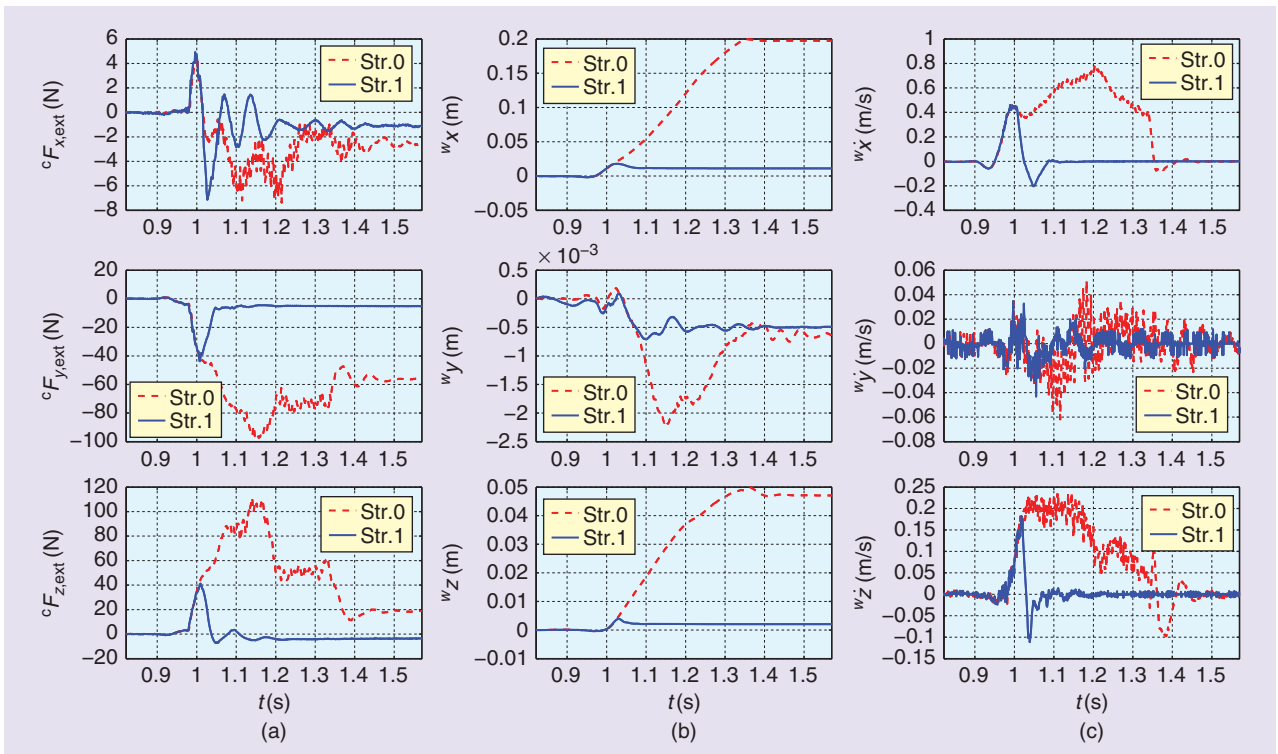 6
4
2
0
−2
−4
−6
−8
cFx,ext (N)
Str.0
Str.1
0.9 1 1.1 1.2 1.3 1.4 1.5
0.2
0.15
0.1
0.05
0
−0.05
wx (m)
Str.0
Str.1
0.9 1 1.1 1.2 1.3 1.4 1.5
1
0.8
0.6
0.4
0.2
0
−0.2
0.4
wẋ (m/s)
Str.0
Str.1
0.9 1 1.1 1.2 1.3 1.4 1.5
20
0
−20
−40
−60
−80
−100
cFy,ext (N)
Str.0
Str.1
0.9 1 1.1 1.2 1.3 1.4 1.5
× 10−3
0.5
0
−0.5
−1
−1.5
−2
−2.5
wy (m)
Str.0
Str.1
0.9 1 1.1 1.2 1.3 1.4 1.5
0.06
0.04
0.02
0
−0.02
−0.04
−0.06
−0.08
wẏ (m/s)
Str.0
Str.1
0.9 1 1.1 1.2 1.3 1.4 1.5
120
100
80
60
40
20
0
−20
cFz,ext (N)
Str.0
Str.1
0.9 1 1.1 1.2 1.3 1.4 1.5
t (s)
(a)
0.05
0.04
0.03
0.02
0.01
0
−0.01
wz (m)
Str.0
Str.1
0.9 1 1.1 1.2 1.3 1.4 1.5
t (s)
(b)
0.25
0.2
0.15
0.1
0.05
0
−0.05
−0.1
0.15
wż (m/s)
Str.0
Str.1
0.9 1 1.1 1.2 1.3 1.4 1.5
t (s)
(c)